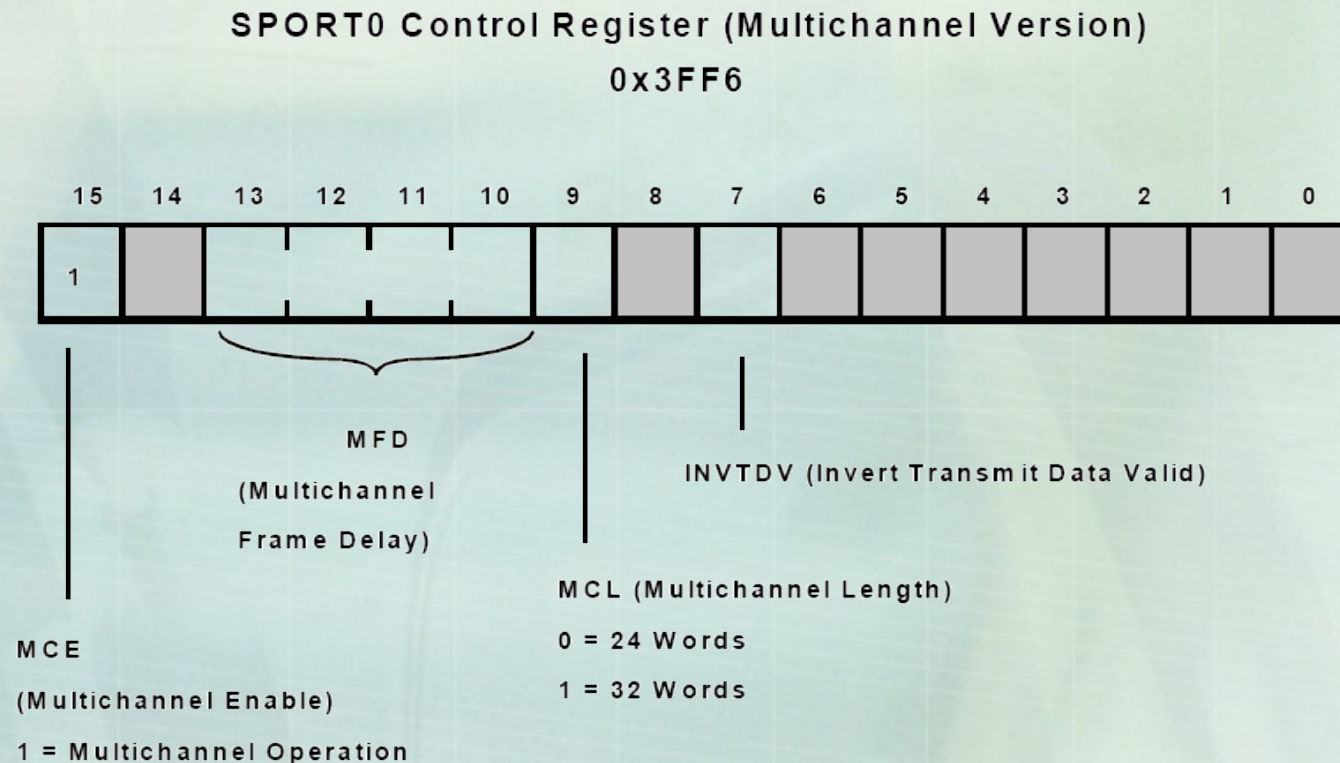 SPORT0 Control Register (Multichannel Version)
0x3FF6
15 14 13 12 11 10 9 8 7 6 5 4 3 2 1 0
1
MFD
(Multichannel
Frame Delay)
INVTDV (Invert Transmit Data Valid)
MCL (Multichannel Length)
0 = 24 Words
1 = 32 Words
MCE
(Multichannel Enable)
1 = Multichannel Operation